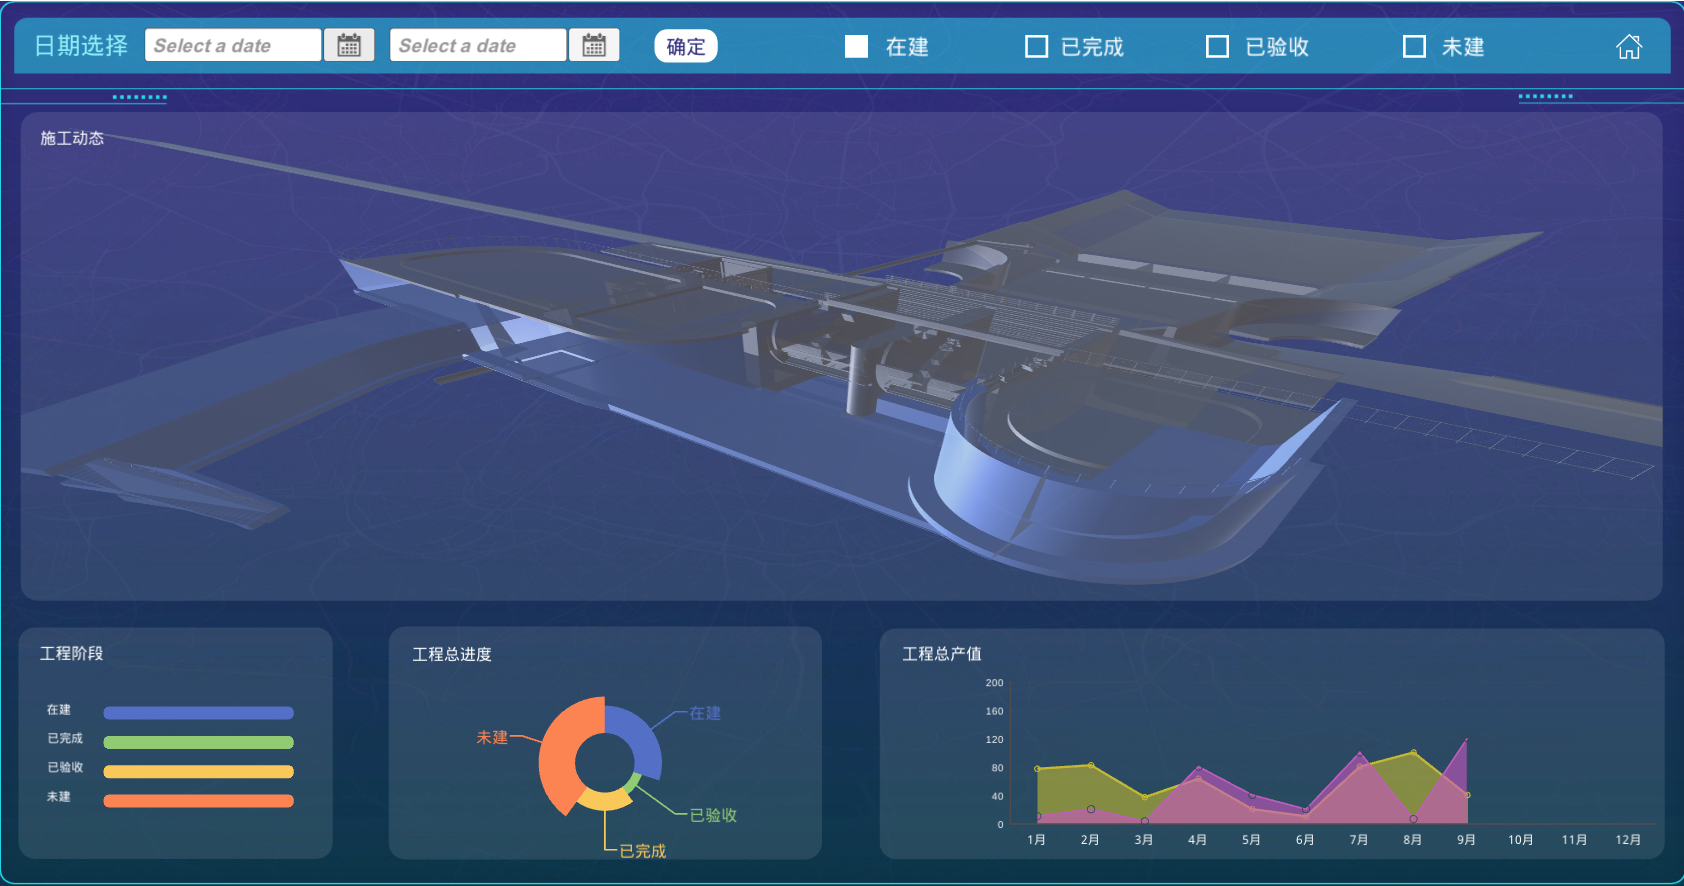 日期选择 Select a date Select a date 确定 在建 已完成 已验收 未建
施工动态
工程阶段
在建
已完成
已验收
未建
工程总进度
在建
未建
已验收
已完成
工程总产值
200
160
120
80
40
0
1月 2月 3月 4月 5月 6月 7月 8月 9月 10月 11月 12月